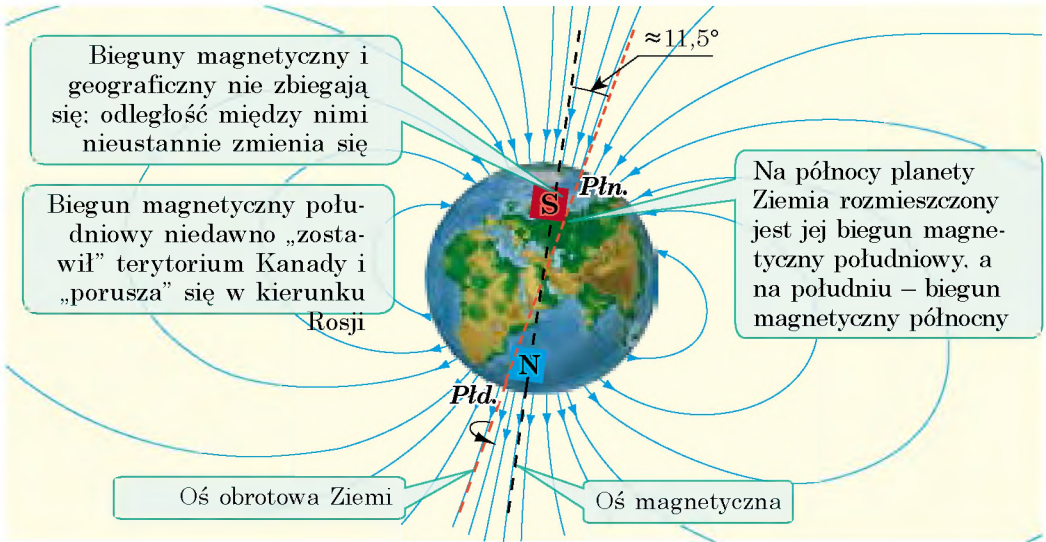 Bieguny magnetyczny i
geograficzny nie zbiegają
się; odległość między nimi
nieustannie zmienia się
≈11,5°
Biegun magnetyczny połu-
dniowy niedawno „zosta-
wił” terytorium Kanady i
„porusza” się w kierunku
Rosji
Płn.
S
Na północy planety
Ziemia rozmieszczony
jest jej biegun magne-
tyczny południowy, a
na południu – biegun
magnetyczny północny
N
Płd.
Oś obrotowa Ziemi
Oś magnetyczna